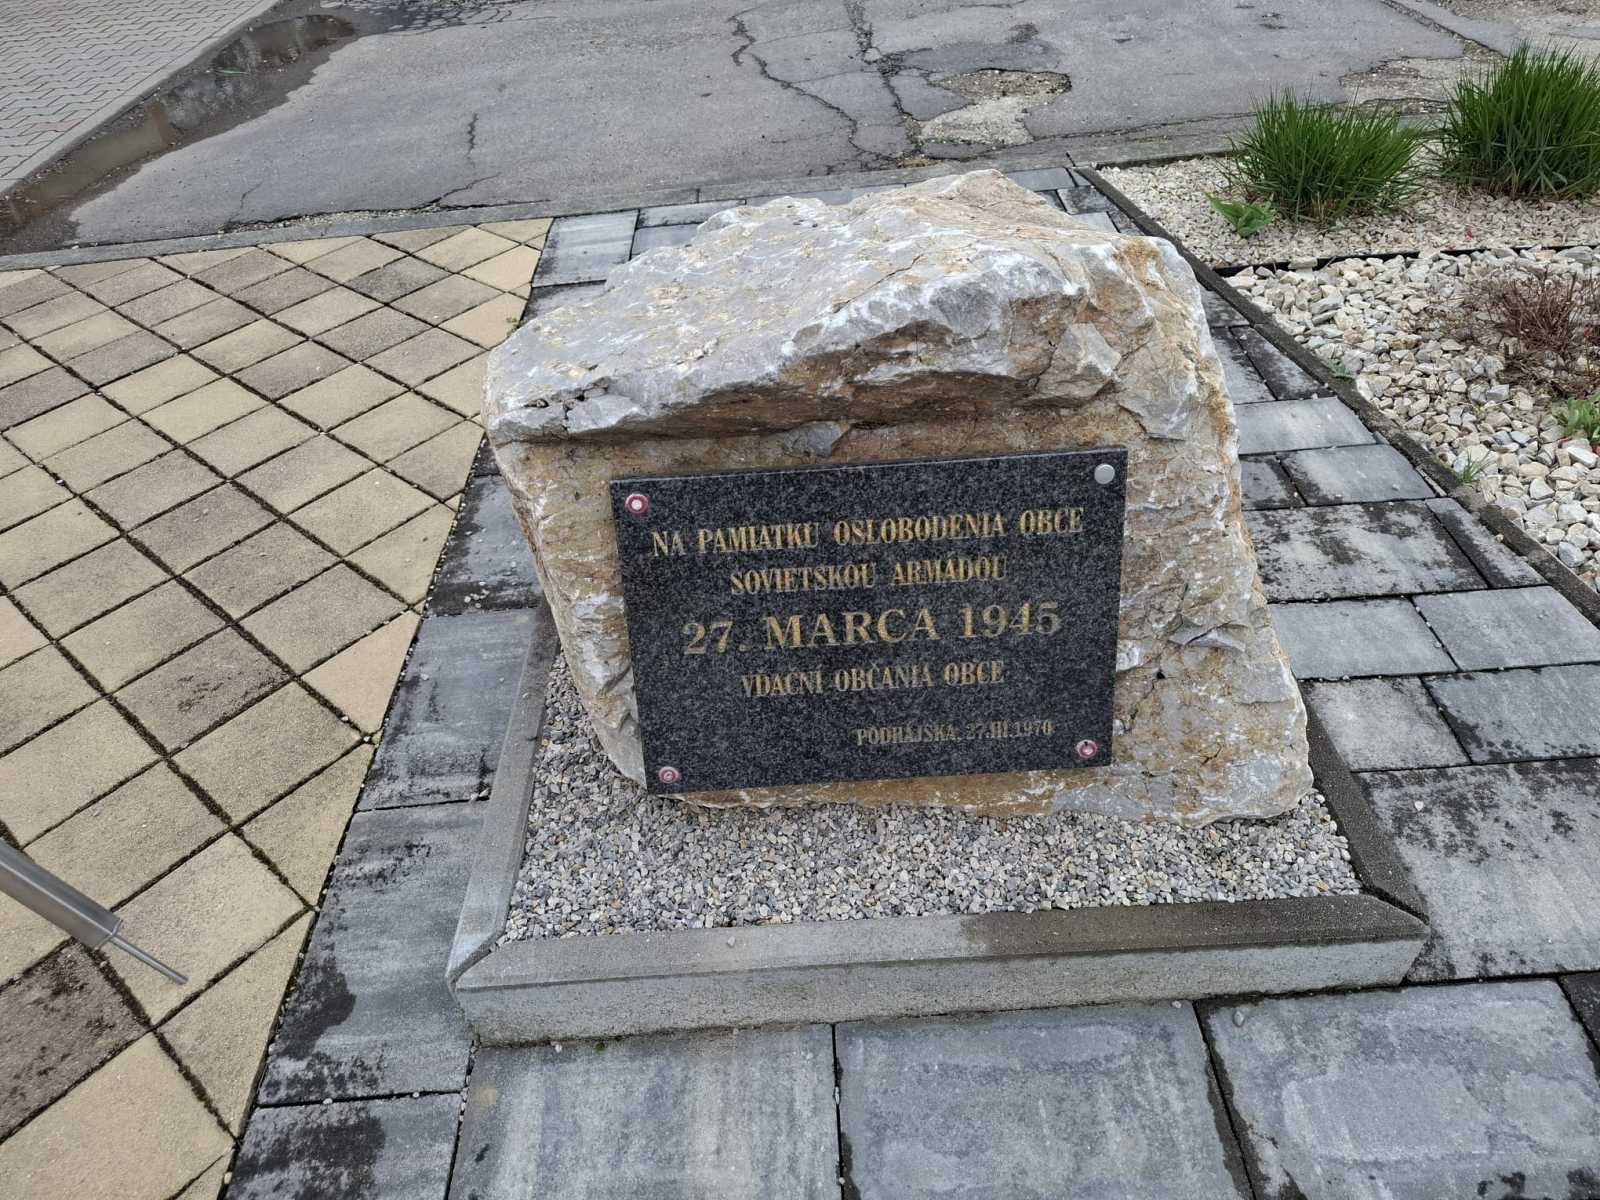 NA PAMIATKU OSLOBODENIA OBCE
SOVIETSKOU ARMÁDOU
27. MARCA 1945
VĎAČNÍ OBČANIA OBCE
PODHÁJSKA, 27.III.1970